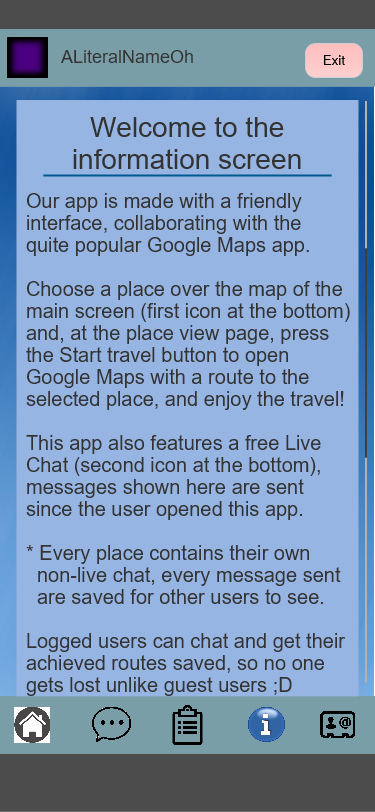 ALiteralNameOh
Exit
Welcome to the
information screen
Our app is made with a friendly
interface, collaborating with the
quite popular Google Maps app.
Choose a place over the map of the
main screen (first icon at the bottom)
and, at the place view page, press
the Start travel button to open
Google Maps with a route to the
selected place, and enjoy the travel!
This app also features a free Live
Chat (second icon at the bottom),
messages shown here are sent
since the user opened this app.
* Every place contains their own
non-live chat, every message sent
are saved for other users to see.
Logged users can chat and get their
achieved routes saved, so no one
gets lost unlike guest users ;D